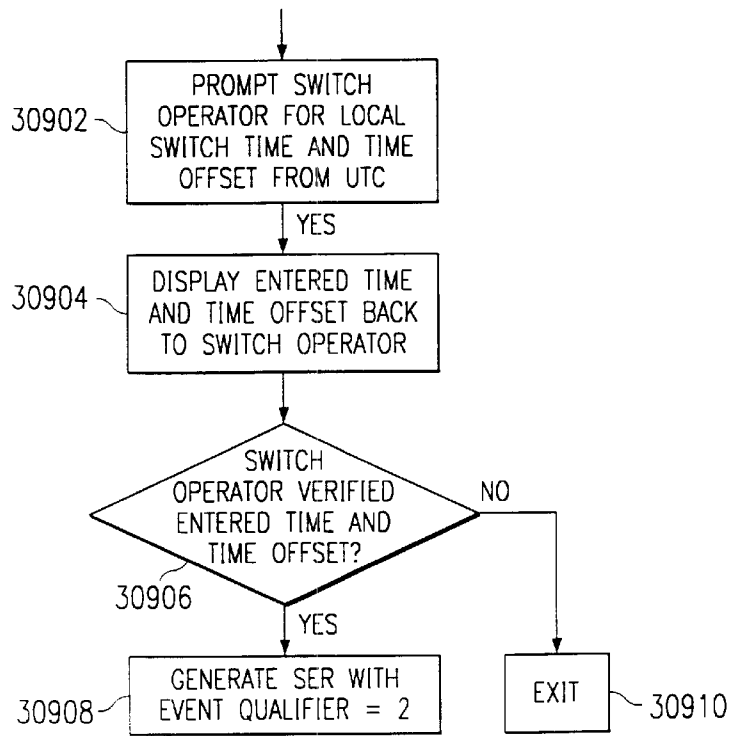 PROMPT SWITCH
OPERATOR FOR LOCAL
SWITCH TIME AND TIME
OFFSET FROM UTC
30902
YES
DISPLAY ENTERED TIME
AND TIME OFFSET BACK
TO SWITCH OPERATOR
30904
SWITCH
OPERATOR VERIFIED
ENTERED TIME AND
TIME OFFSET?
30906
NO
YES
GENERATE SER WITH
EVENT QUALIFIER = 2
30908
EXIT
30910